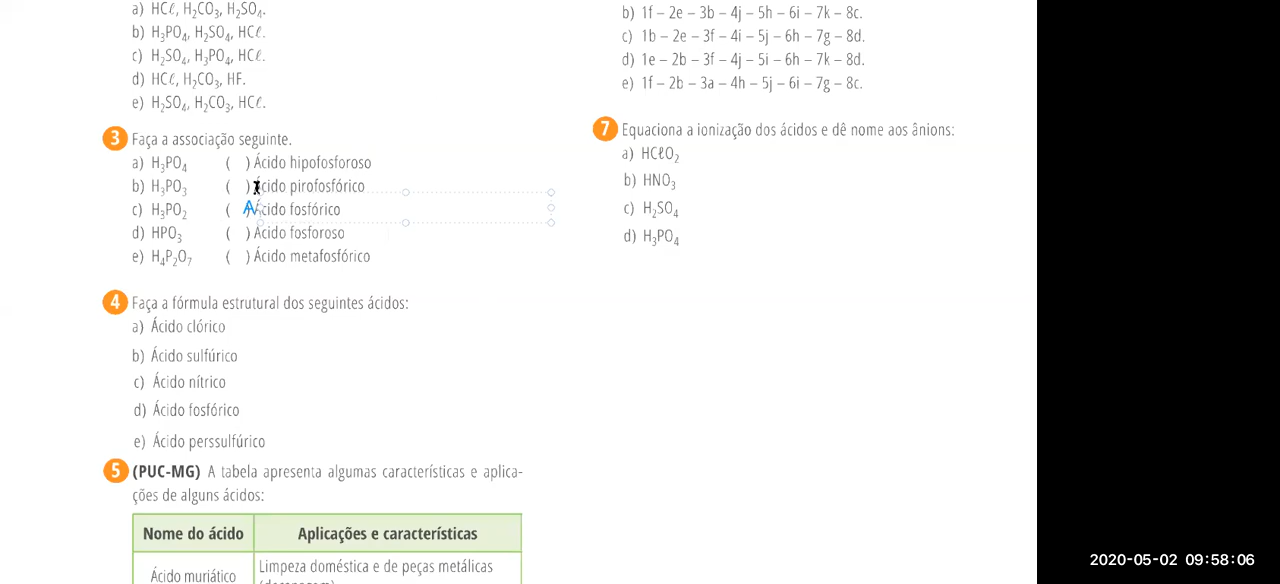 a) HCℓ, H₂CO₃, H₂SO₄.
b) H₃PO₄, H₂SO₄, HCℓ.
c) H₂SO₄, H₃PO₄, HCℓ.
d) HCℓ, H₂CO₃, HF.
e) H₂SO₄, H₂CO₃, HCℓ.
3 Faça a associação seguinte.
a) H₃PO₄ ( ) Ácido hipofosforoso
b) H₃PO₃ ( ) Ácido pirofosfórico
c) H₃PO₂ ( A) Ácido fosfórico
d) HPO₃ ( ) Ácido fosforoso
e) H₄P₂O₇ ( ) Ácido metafosfórico
4 Faça a fórmula estrutural dos seguintes ácidos:
a) Ácido clórico
b) Ácido sulfúrico
c) Ácido nítrico
d) Ácido fosfórico
e) Ácido perssulfúrico
5 (PUC-MG) A tabela apresenta algumas características e aplica-
ções de alguns ácidos:
Nome do ácido Aplicações e características
Ácido muriático Limpeza doméstica e de peças metálicas
b) 1f – 2e – 3b – 4j – 5h – 6i – 7k – 8c.
c) 1b – 2e – 3f – 4i – 5j – 6h – 7g – 8d.
d) 1e – 2b – 3f – 4j – 5i – 6h – 7k – 8d.
e) 1f – 2b – 3a – 4h – 5j – 6i – 7g – 8c.
7 Equaciona a ionização dos ácidos e dê nome aos ânions:
a) HCℓO₂
b) HNO₃
c) H₂SO₄
d) H₃PO₄
2020-05-02 09:58:06